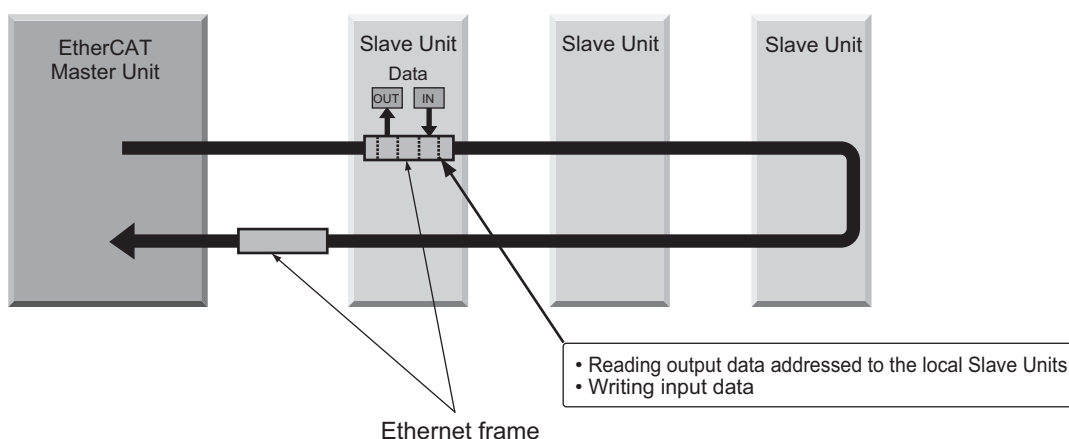 EtherCAT
Master Unit
Slave Unit
Data
OUT
IN
Slave Unit
Slave Unit
• Reading output data addressed to the local Slave Units
• Writing input data
Ethernet frame